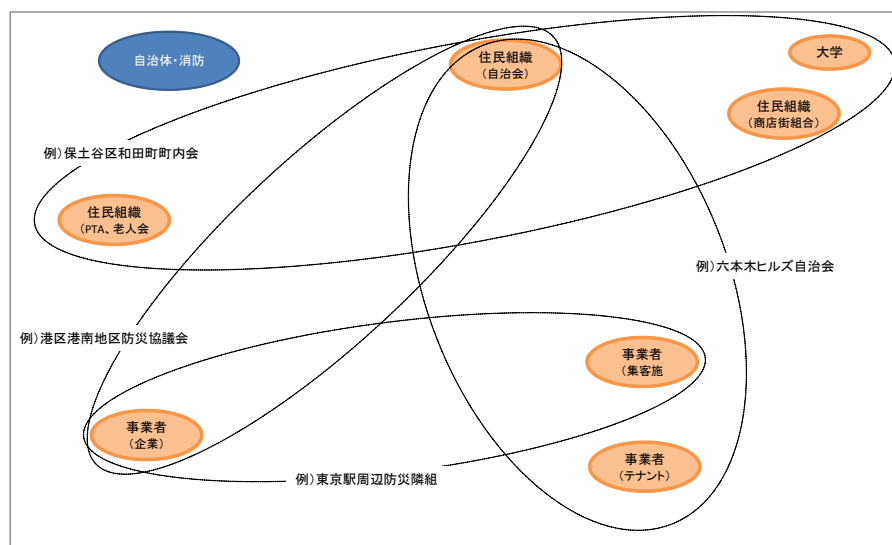 自治体・消防
住民組織
（自治会）
大学
住民組織
（商店街組合）
例）保土谷区和田町町内会
住民組織
（PTA、老人会
例）六本木ヒルズ自治会
例）港区港南地区防災協議会
事業者
（集客施
事業者
（企業）
事業者
（テナント）
例）東京駅周辺防災隣組